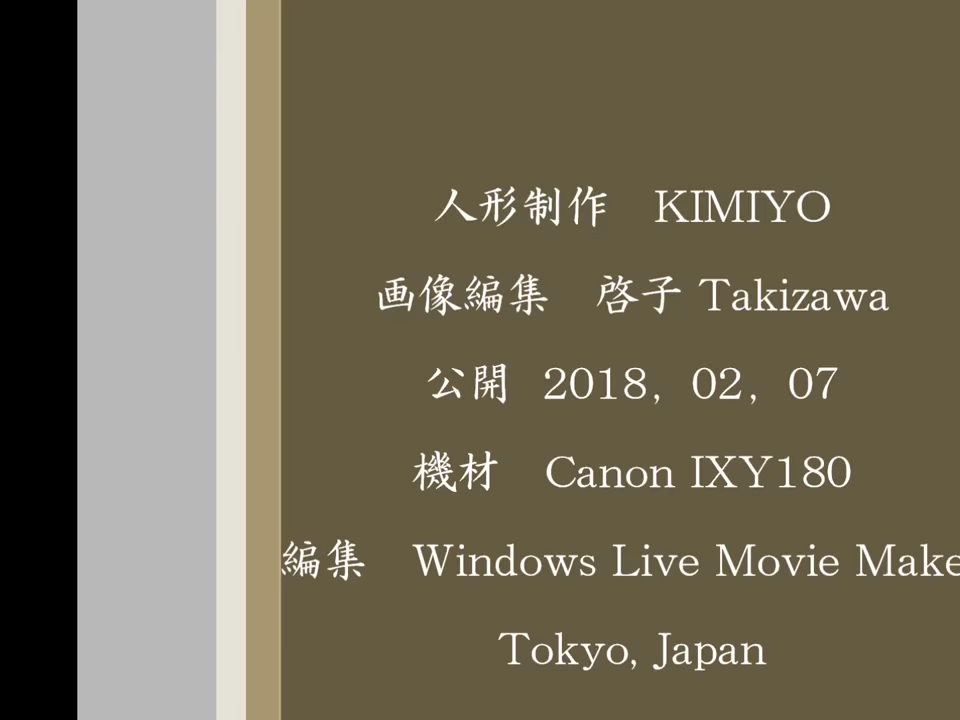 人形制作　KIMIYO
画像編集　啓子 Takizawa
公開 2018, 02, 07
機材　Canon IXY180
編集　Windows Live Movie Make
Tokyo, Japan